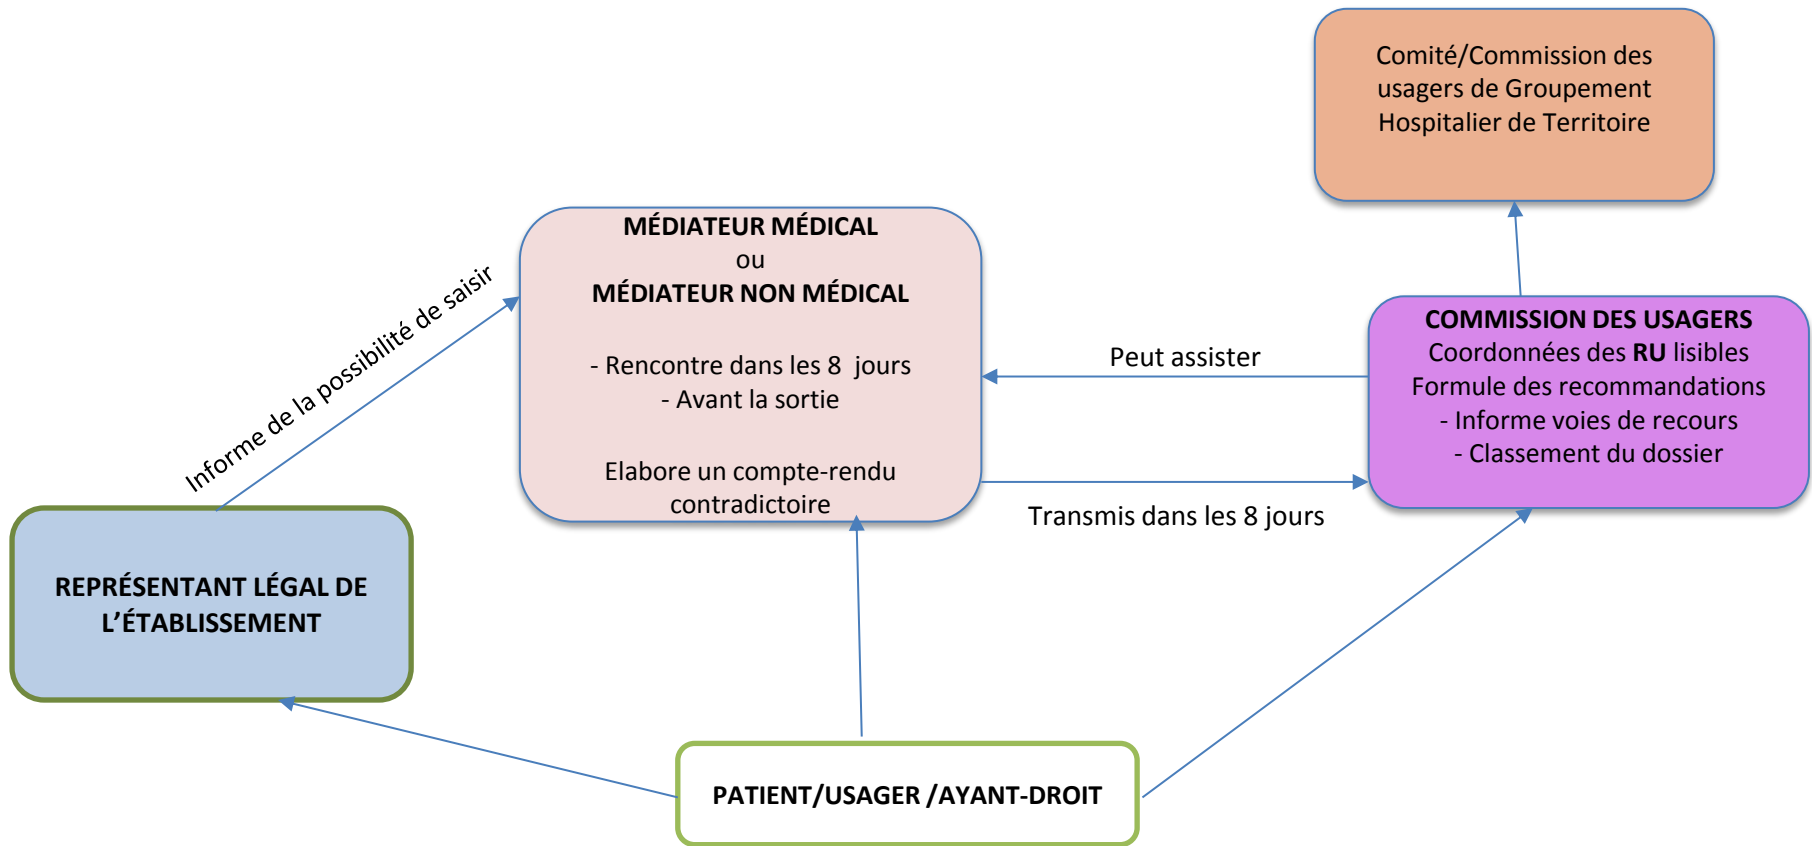 Comité/Commission des
usagers de Groupement
Hospitalier de Territoire
MÉDIATEUR MÉDICAL
ou
MÉDIATEUR NON MÉDICAL
- Rencontre dans les 8 jours
- Avant la sortie
Elabore un compte-rendu
contradictoire
Informe de la possibilité de saisir
Peut assister
COMMISSION DES USAGERS
Coordonnées des RU lisibles
Formule des recommandations
- Informe voies de recours
- Classement du dossier
Transmis dans les 8 jours
REPRÉSENTANT LÉGAL DE
L’ÉTABLISSEMENT
PATIENT/USAGER /AYANT-DROIT